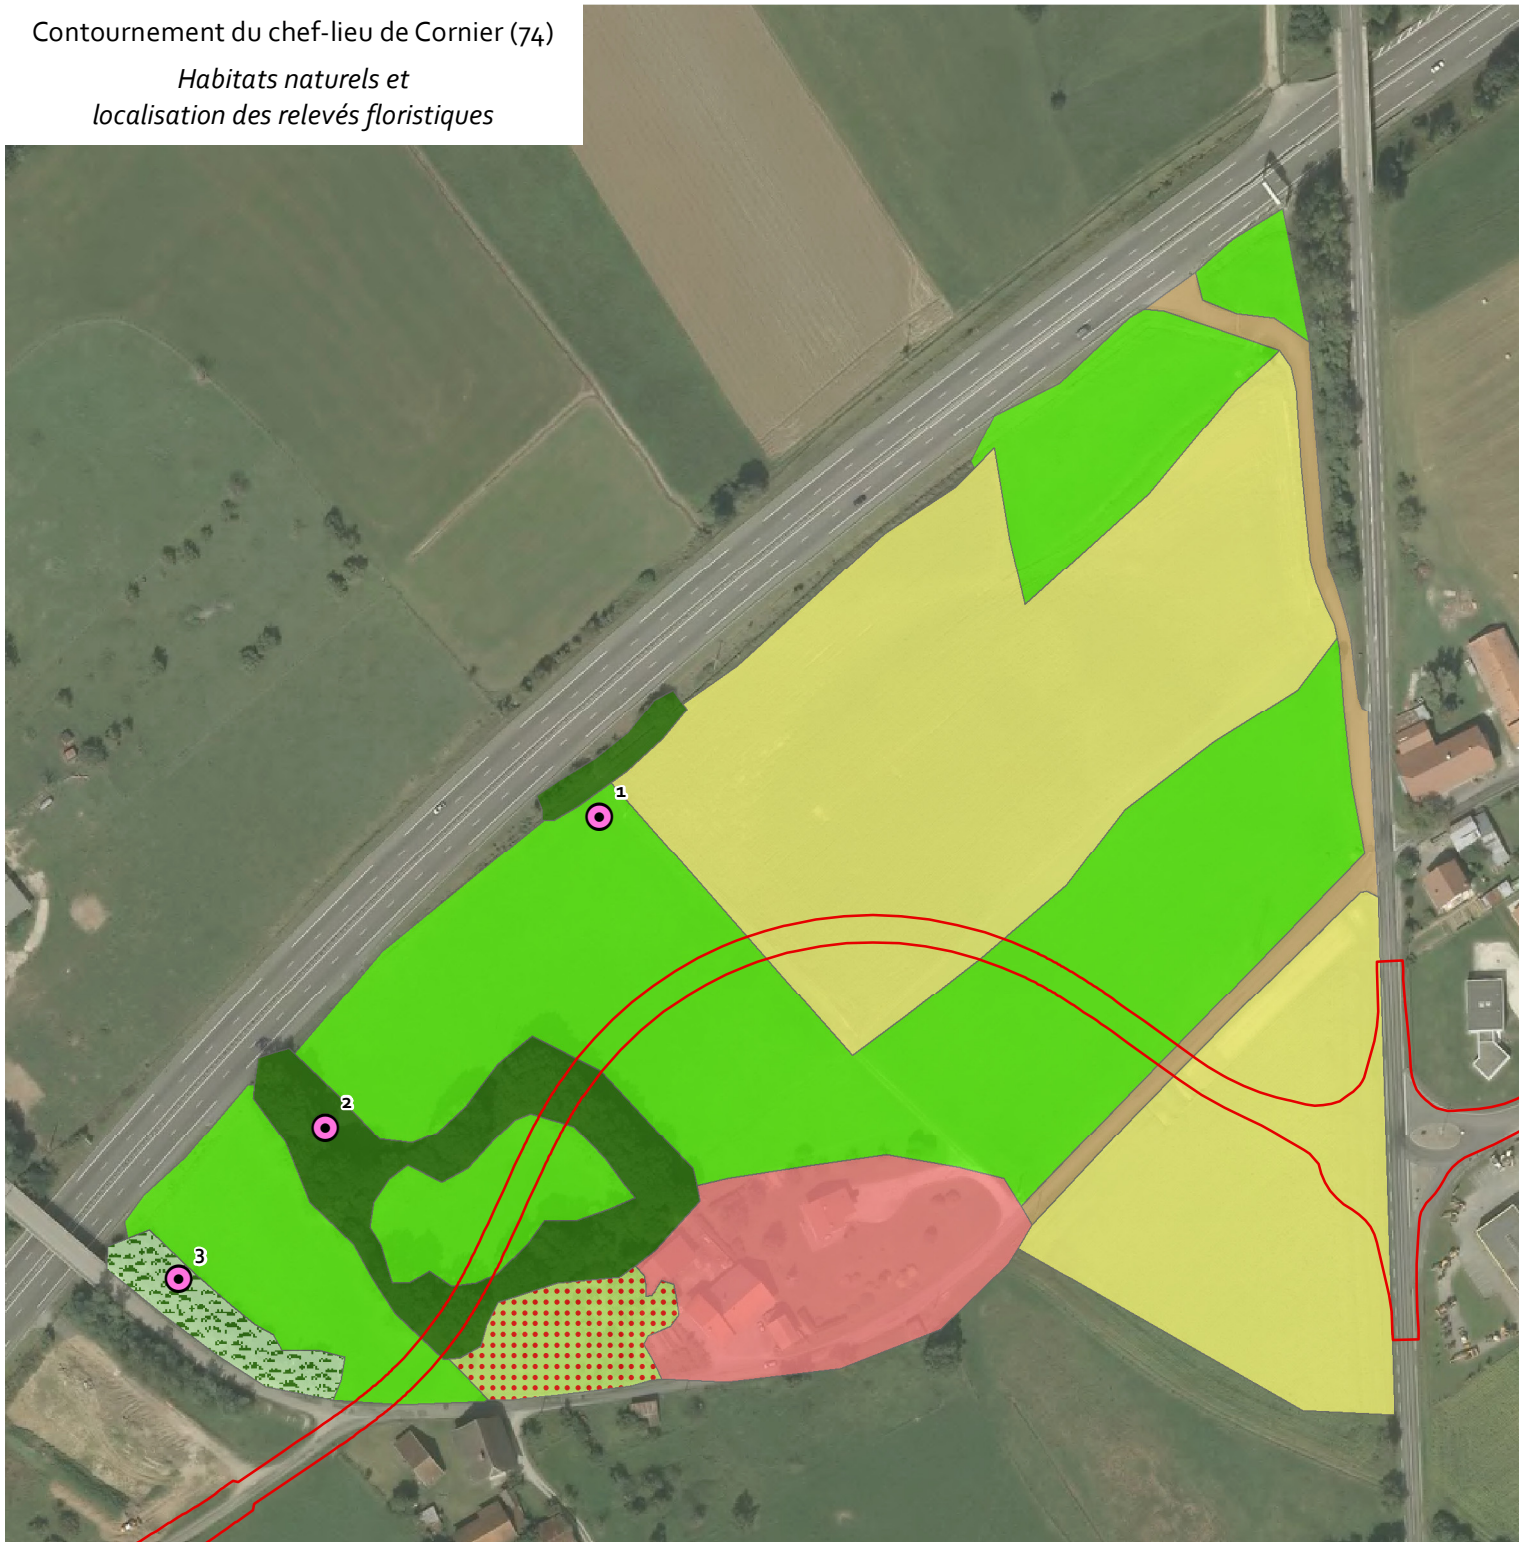 Contournement du chef-lieu de Cornier (74)
Habitats naturels et
localisation des relevés floristiques
1
2
3